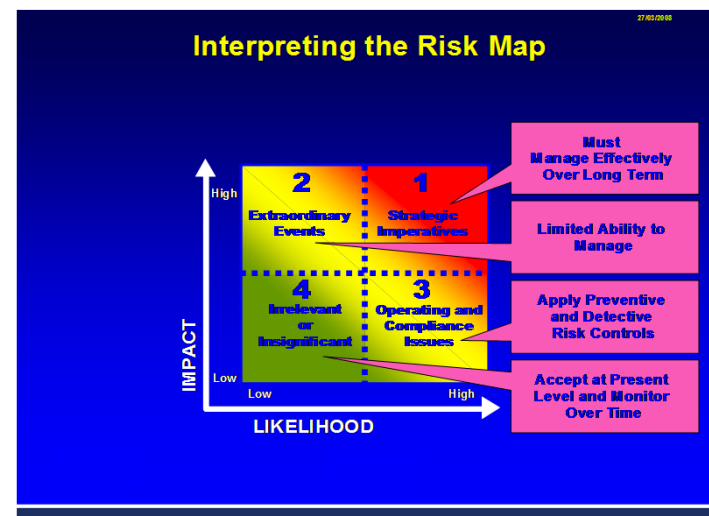 27/03/2008
Interpreting the Risk Map
Must
Manage Effectively
Over Long Term
High
2
Extraordinary
Events
1
Strategic
Imperatives
Limited Ability to
Manage
4
Irrelevant
or
Insignificant
3
Operating and
Compliance
Issues
Apply Preventive
and Detective
Risk Controls
IMPACT
Low
Low
High
Accept at Present
Level and Monitor
Over Time
LIKELIHOOD